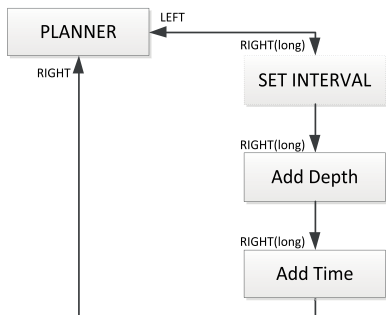 PLANNER
LEFT
RIGHT(long)
RIGHT
SET INTERVAL
RIGHT(long)
Add Depth
RIGHT(long)
Add Time